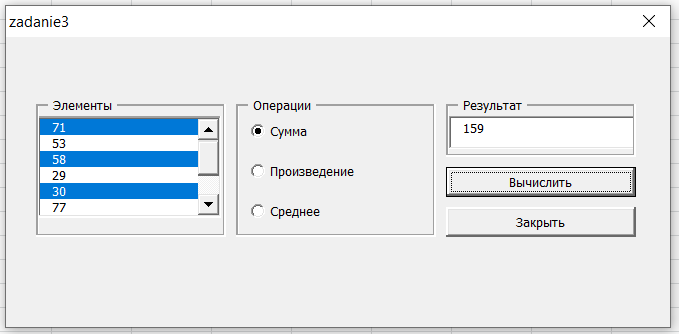 zadanie3
Элементы
71
53
58
29
30
77
Операции
Сумма
Произведение
Среднее
Результат
159
Вычислить
Закрыть